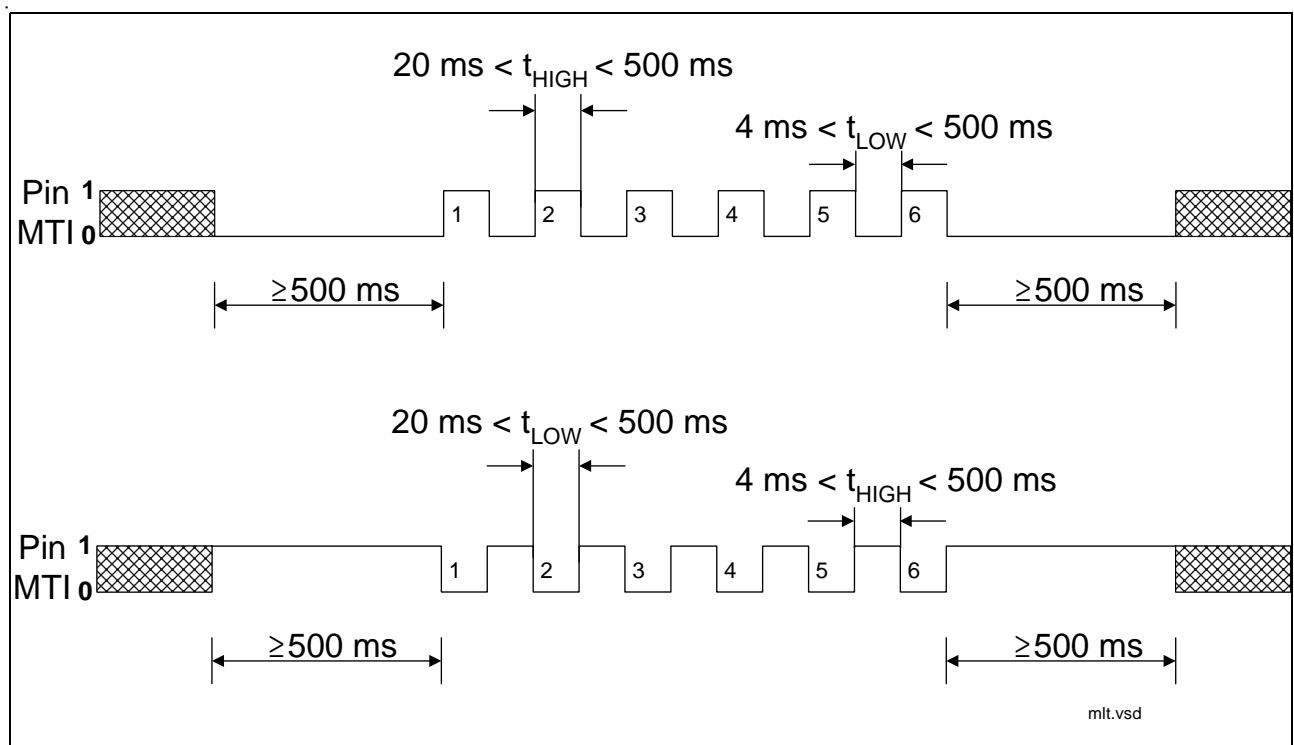 .
20 ms < tHIGH < 500 ms
4 ms < tLOW < 500 ms
Pin 1
MTI 0
1 2 3 4 5 6
≥500 ms ≥500 ms
20 ms < tLOW < 500 ms
4 ms < tHIGH < 500 ms
Pin 1
MTI 0
1 2 3 4 5 6
≥500 ms ≥500 ms
mlt.vsd